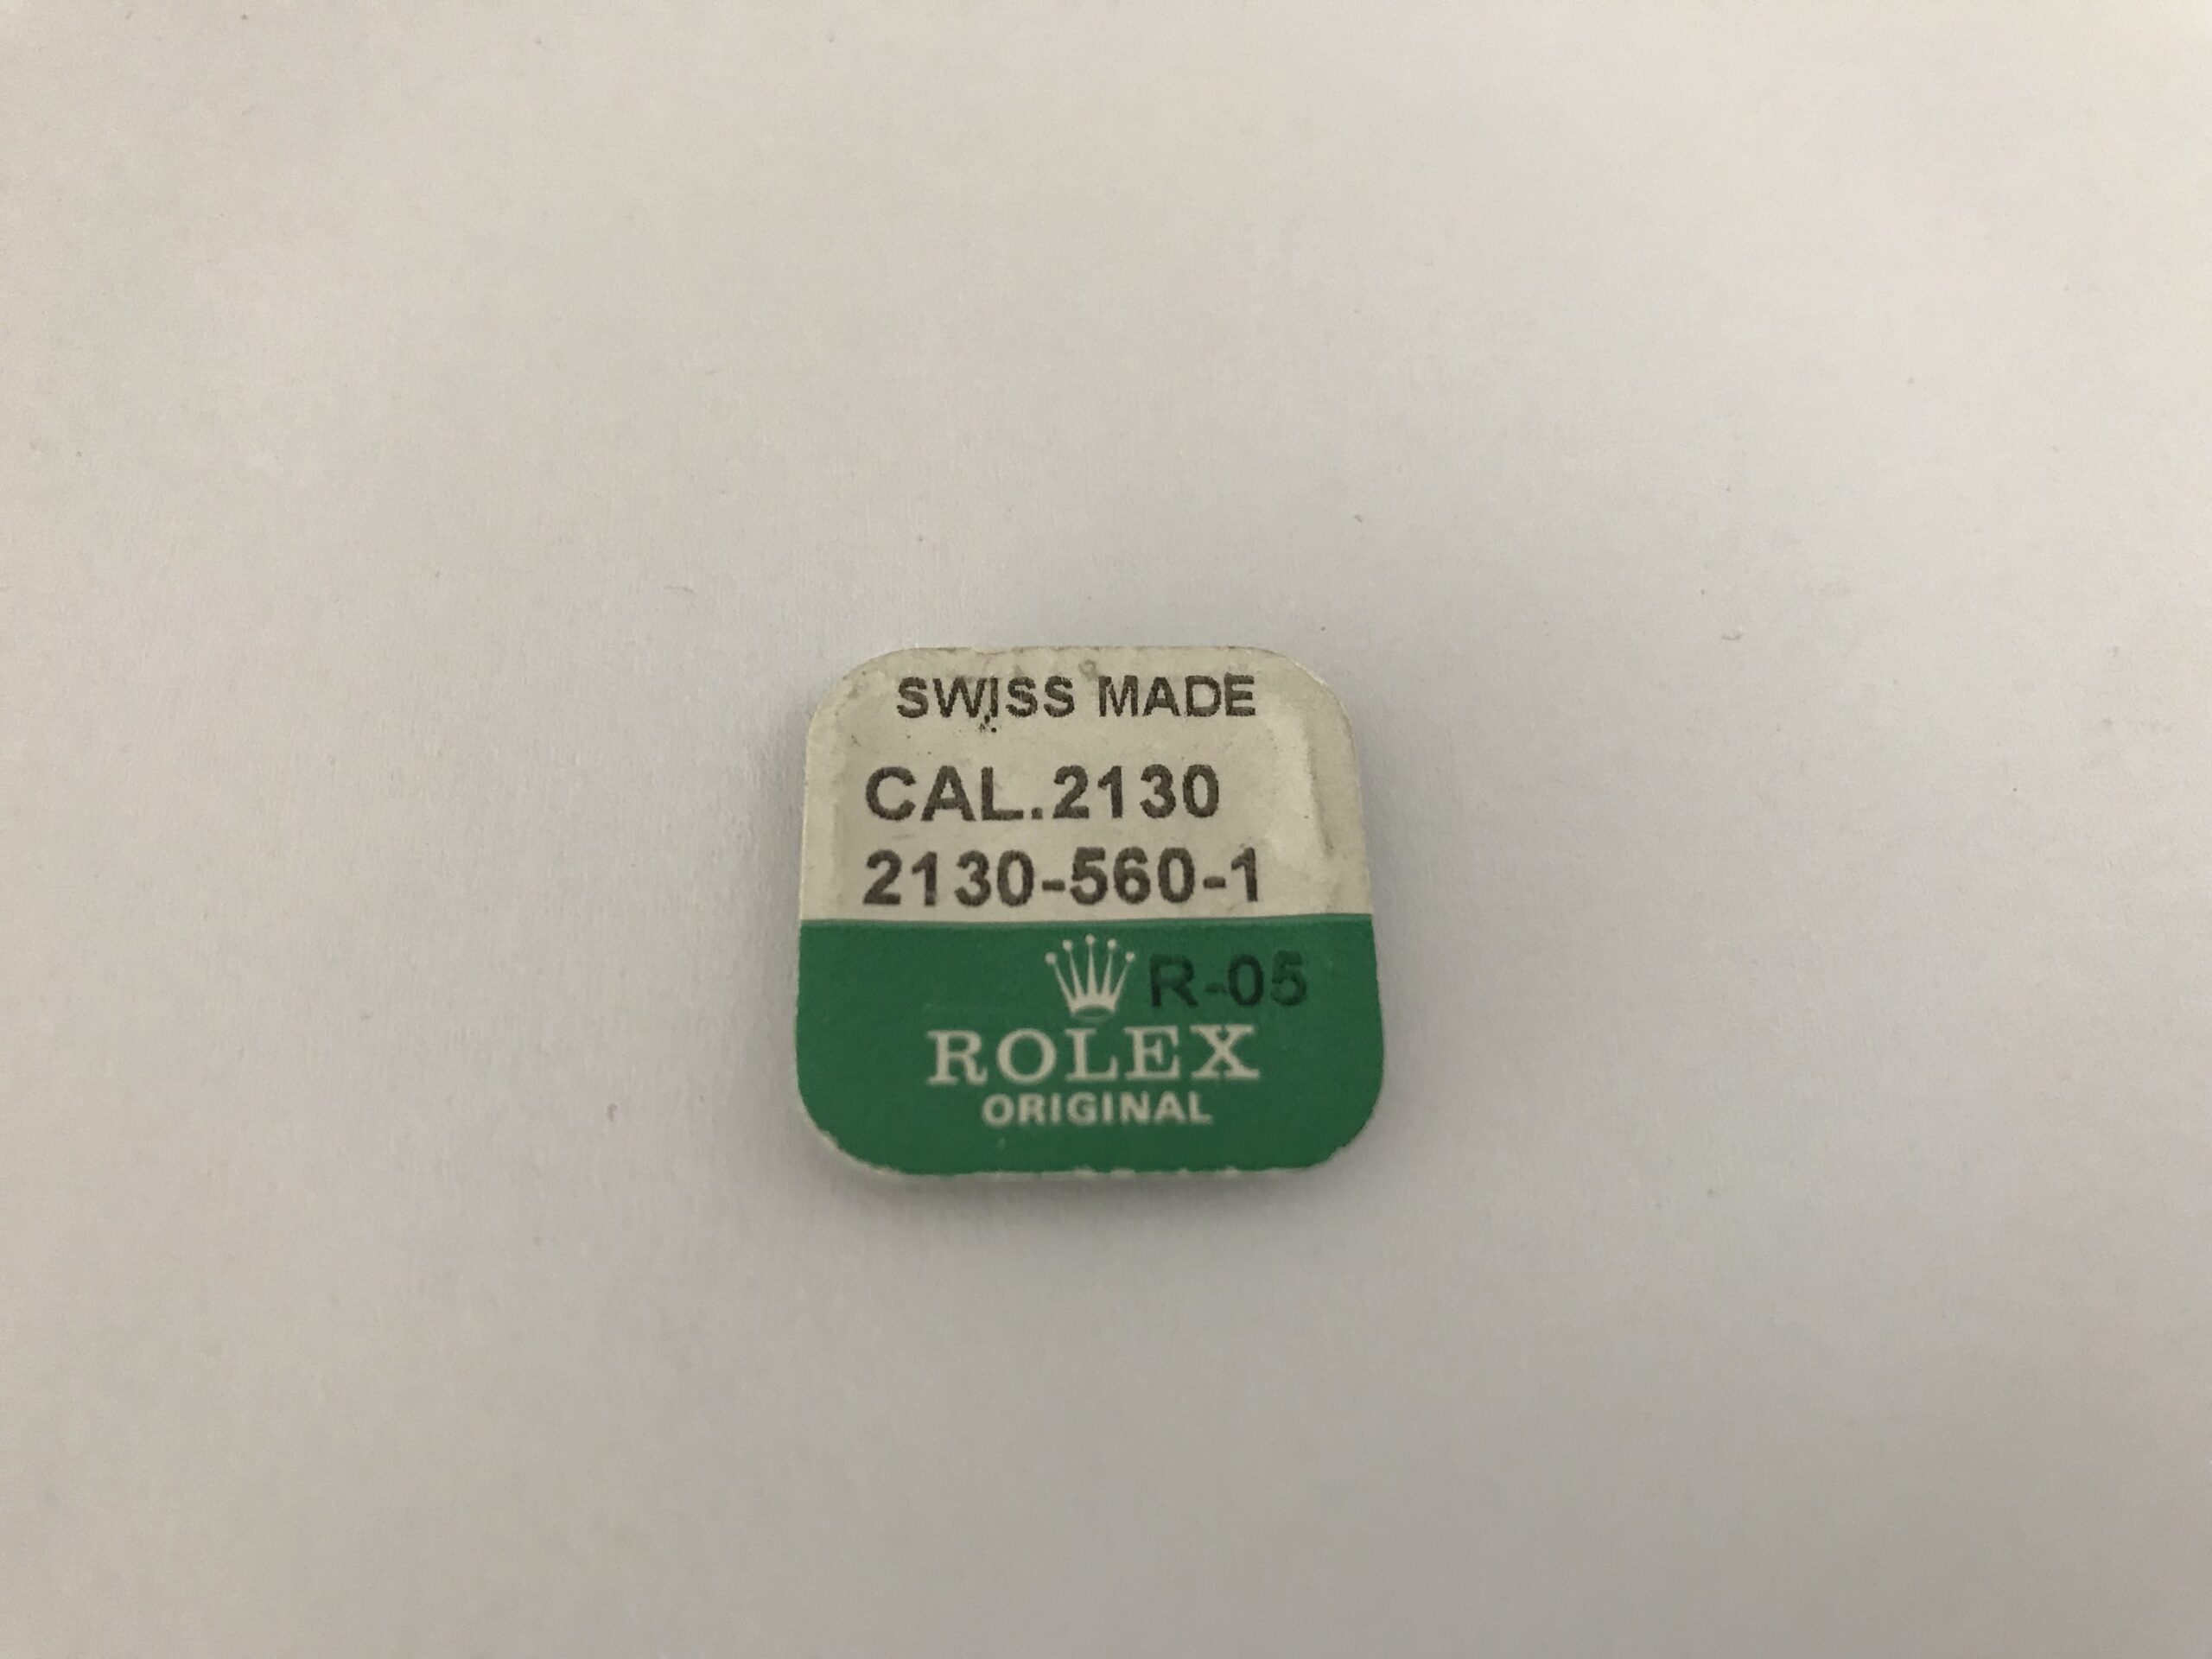 SWISS MADE
CAL.2130
2130-560-1
R-05
ROLEX
ORIGINAL